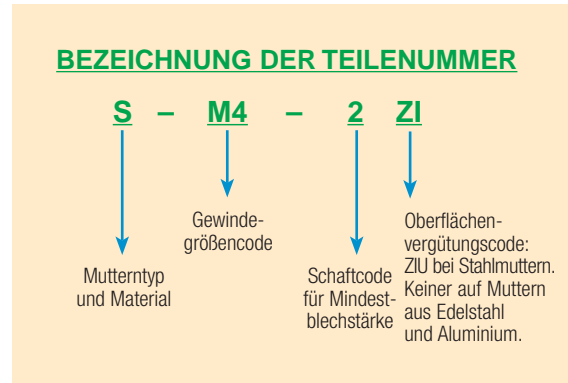 BEZEICHNUNG DER TEILENUMMER
S – M4 – 2 ZI
Gewinde-
größencode
Mutterntyp
und Material
Schaftcode
für Mindest-
blechstärke
Oberflächen-
vergütungscode:
ZIU bei Stahlmuttern.
Keiner auf Muttern
aus Edelstahl
und Aluminium.